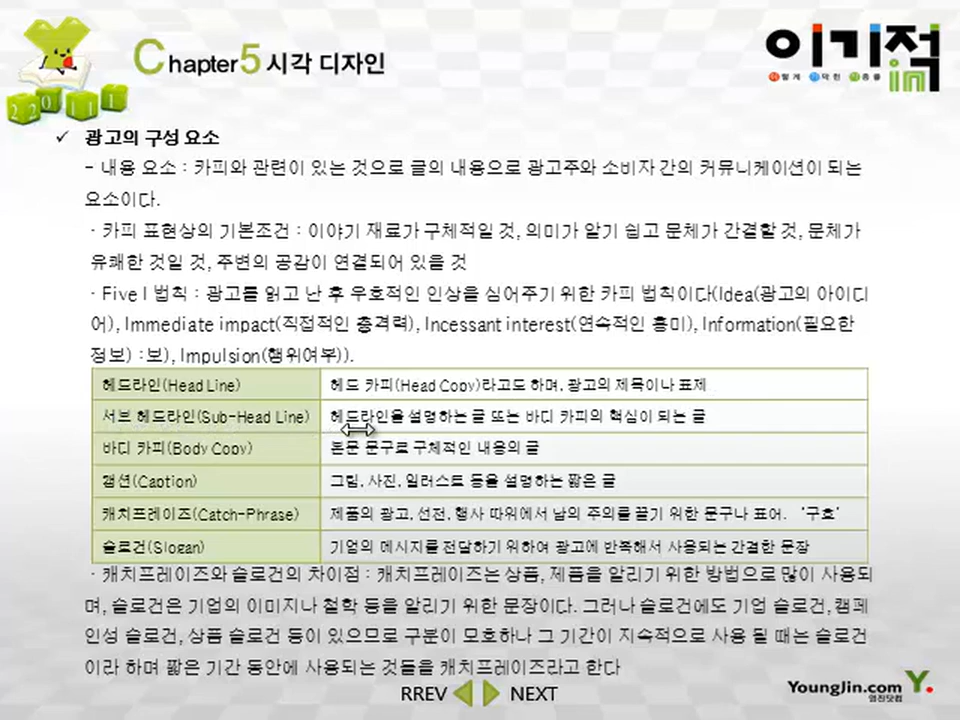 Chapter5 시각 디자인
이기적in
2 2 0 1 1 1
✓ 광고의 구성 요소
- 내용 요소 : 카피와 관련이 있는 것으로 글의 내용으로 광고주와 소비자 간의 커뮤니케이션이 되는
요소이다.
· 카피 표현상의 기본조건 : 이야기 재료가 구체적일 것, 의미가 알기 쉽고 문체가 간결할 것, 문체가
유쾌한 것일 것, 주변의 공감이 연결되어 있을 것
· Five I 법칙 : 광고를 읽고 난 후 우호적인 인상을 심어주기 위한 카피 법칙이다(Idea(광고의 아이디
어), Immediate impact(직접적인 충격력), Incessant interest(연속적인 흥미), Information(필요한
정보) :보), Impulsion(행위여부)).
헤드라인(Head Line) 헤드 카피(Head Copy)라고도 하며, 광고의 제목이나 표제
서브 헤드라인(Sub-Head Line) 헤드라인을 설명하는 글 또는 바디 카피의 핵심이 되는 글
바디 카피(Body Copy) 본문 문구로 구체적인 내용의 글
캡션(Caption) 그림, 사진, 일러스트 등을 설명하는 짧은 글
캐치프레이즈(Catch-Phrase) 제품의 광고, 선전, 행사 따위에서 남의 주의를 끌기 위한 문구나 표어. ‘구호’
슬로건(Slogan) 기업의 메시지를 전달하기 위하여 광고에 반복해서 사용되는 간결한 문장
· 캐치프레이즈와 슬로건의 차이점 : 캐치프레이즈는 상품, 제품을 알리기 위한 방법으로 많이 사용되
며, 슬로건은 기업의 이미지나 철학 등을 알리기 위한 문장이다. 그러나 슬로건에도 기업 슬로건, 캠페
인성 슬로건, 상품 슬로건 등이 있으므로 구분이 모호하나 그 기간이 지속적으로 사용 될 때는 슬로건
이라 하며 짧은 기간 동안에 사용되는 것들을 캐치프레이즈라고 한다
RREV NEXT
YoungJin.com Y.
영진닷컴